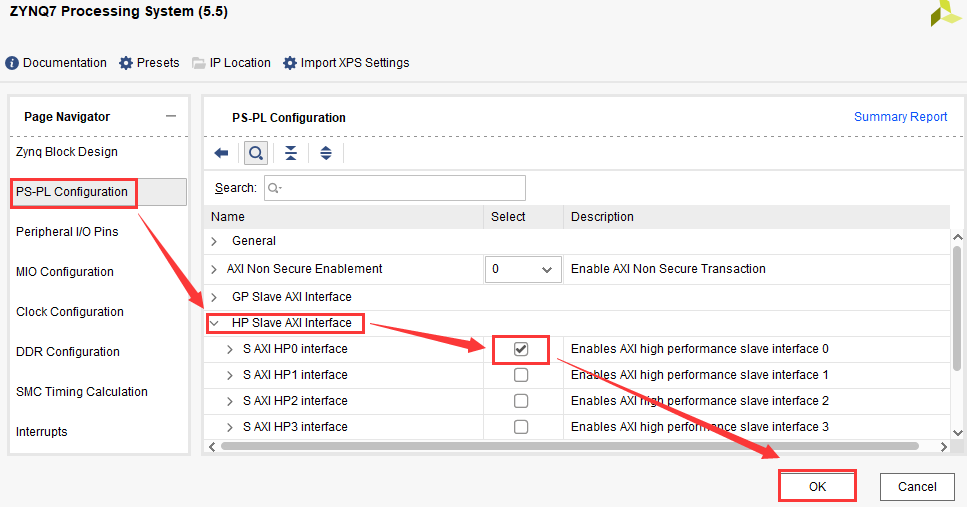 ZYNQ7 Processing System (5.5)
Documentation Presets IP Location Import XPS Settings
Page Navigator
Zynq Block Design
PS-PL Configuration
Peripheral I/O Pins
MIO Configuration
Clock Configuration
DDR Configuration
SMC Timing Calculation
Interrupts
PS-PL Configuration Summary Report
Search:
Name Select Description
General
AXI Non Secure Enablement 0 Enable AXI Non Secure Transaction
GP Slave AXI Interface
HP Slave AXI Interface
S AXI HP0 interface Enables AXI high performance slave interface 0
S AXI HP1 interface Enables AXI high performance slave interface 1
S AXI HP2 interface Enables AXI high performance slave interface 2
S AXI HP3 interface Enables AXI high performance slave interface 3
OK Cancel